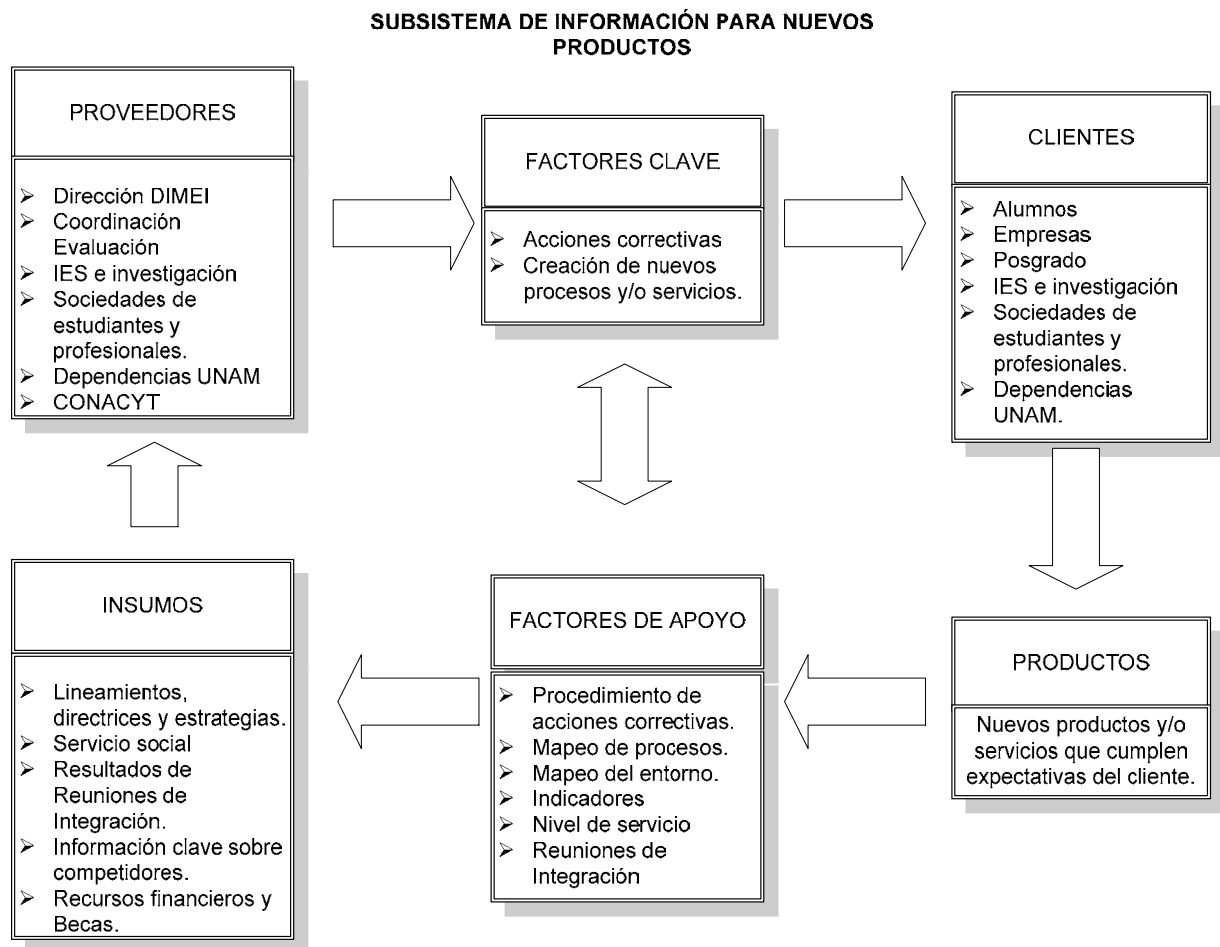 SUBSISTEMA DE INFORMACIÓN PARA NUEVOS
PRODUCTOS
PROVEEDORES
➢ Dirección DIMEI
➢ Coordinación
Evaluación
➢ IES e investigación
➢ Sociedades de
estudiantes y
profesionales.
➢ Dependencias UNAM
➢ CONACYT
FACTORES CLAVE
➢ Acciones correctivas
➢ Creación de nuevos
procesos y/o servicios.
CLIENTES
➢ Alumnos
➢ Empresas
➢ Posgrado
➢ IES e investigación
➢ Sociedades de
estudiantes y
profesionales.
➢ Dependencias
UNAM.
INSUMOS
➢ Lineamientos,
directrices y estrategias.
➢ Servicio social
➢ Resultados de
Reuniones de
Integración.
➢ Información clave sobre
competidores.
➢ Recursos financieros y
Becas.
FACTORES DE APOYO
➢ Procedimiento de
acciones correctivas.
➢ Mapeo de procesos.
➢ Mapeo del entorno.
➢ Indicadores
➢ Nivel de servicio
➢ Reuniones de
Integración
PRODUCTOS
Nuevos productos y/o
servicios que cumplen
expectativas del cliente.